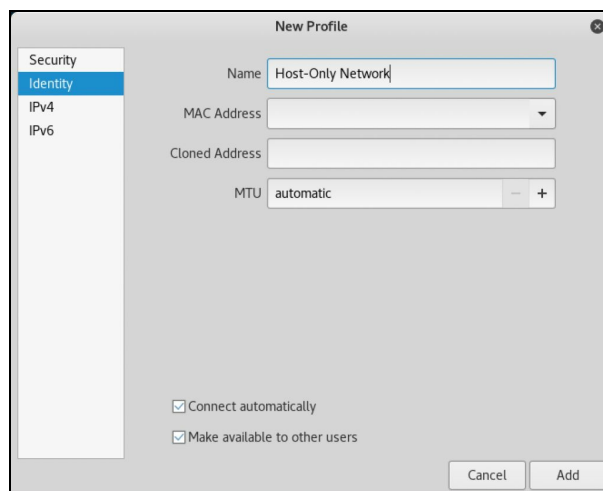 New Profile
Security
Identity
IPv4
IPv6
Name Host-Only Network
MAC Address
Cloned Address
MTU automatic − +
Connect automatically
Make available to other users
Cancel Add